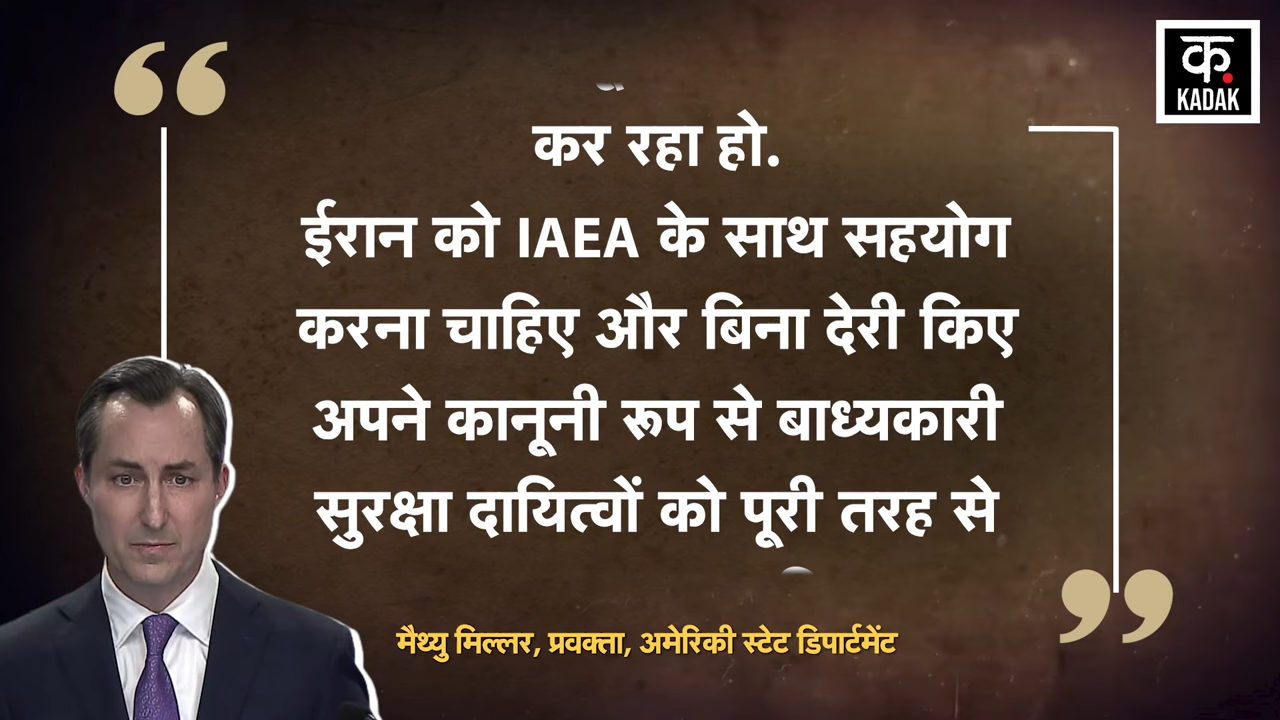 क.
KADAK
कर रहा हो.
ईरान को IAEA के साथ सहयोग
करना चाहिए और बिना देरी किए
अपने कानूनी रूप से बाध्यकारी
सुरक्षा दायित्वों को पूरी तरह से
मैथ्यु मिल्लर, प्रवक्ता, अमेरिकी स्टेट डिपार्टमेंट